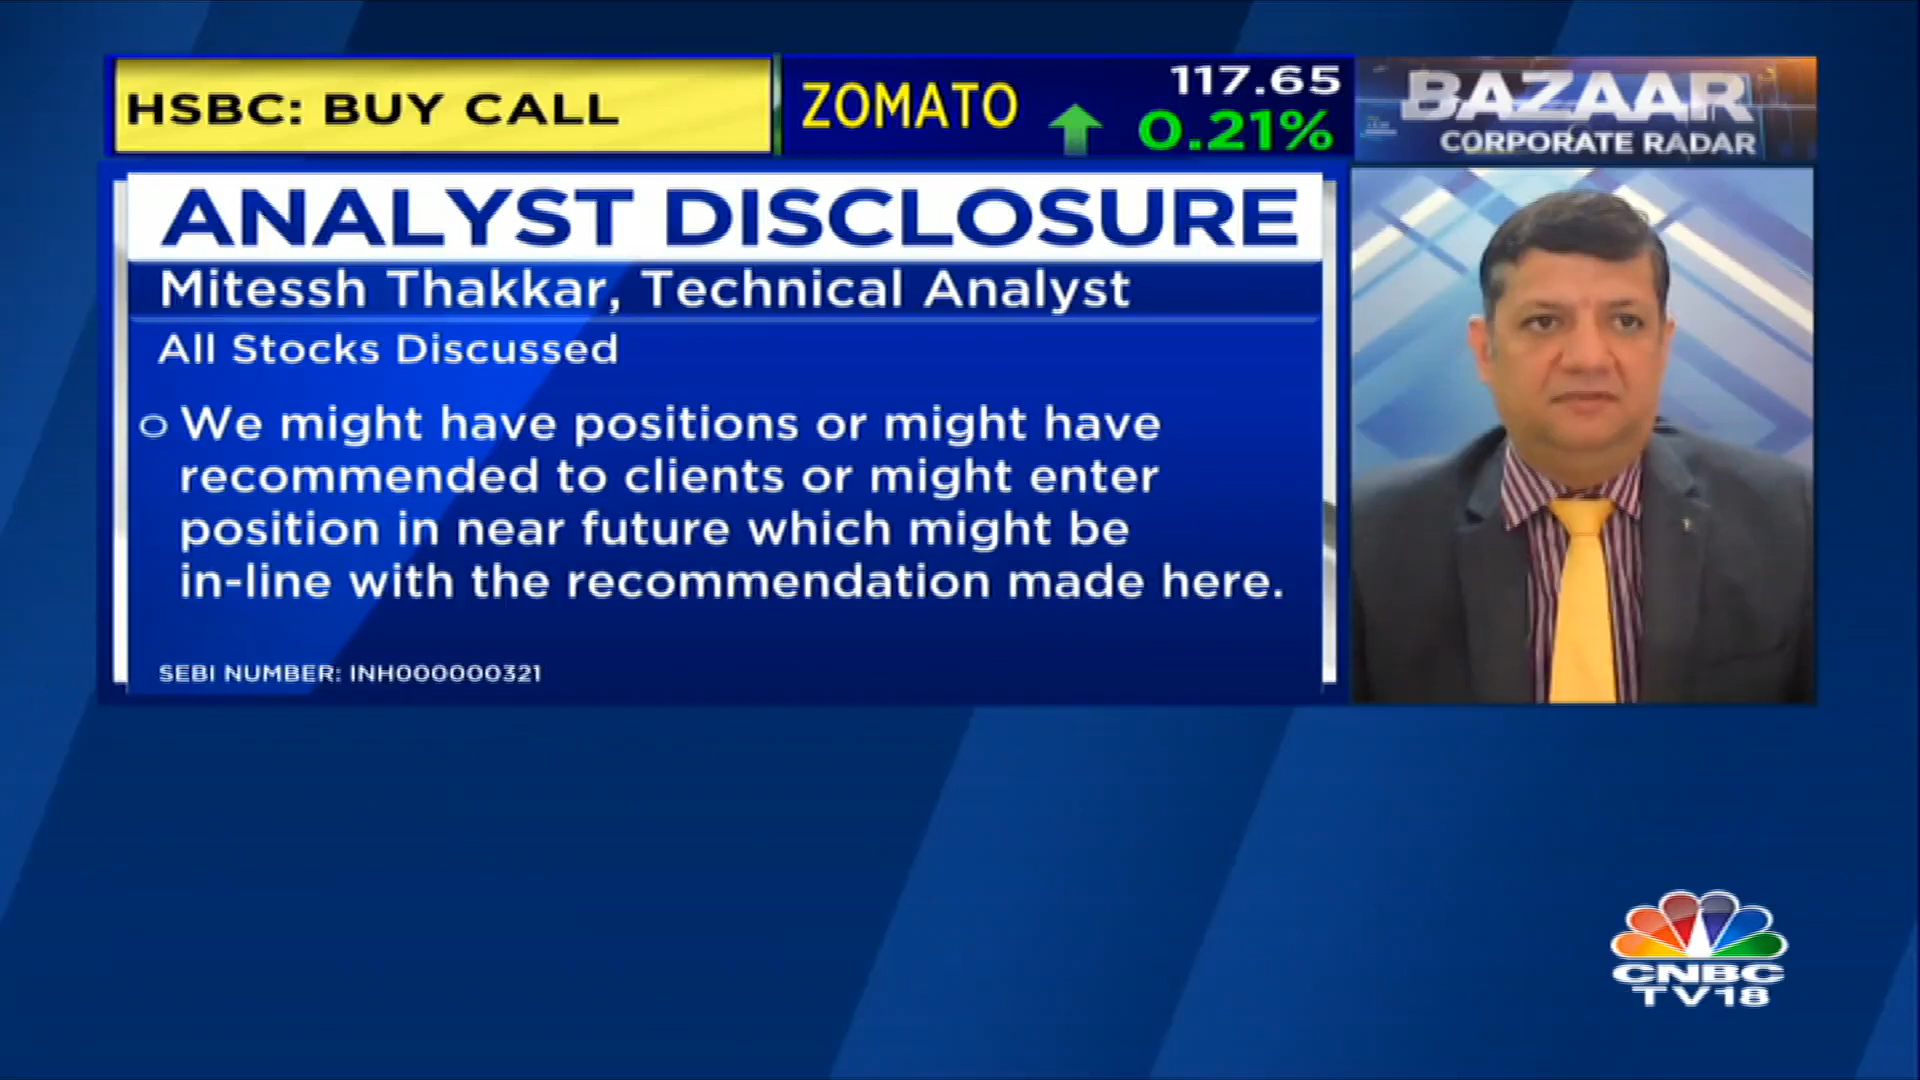 HSBC: BUY CALL
ZOMATO
117.65
0.21%
BAZAAR
CORPORATE RADAR
ANALYST DISCLOSURE
Mitessh Thakkar, Technical Analyst
All Stocks Discussed
o We might have positions or might have
recommended to clients or might enter
position in near future which might be
in-line with the recommendation made here.
SEBI NUMBER: INH000000321
CNBC
TV18